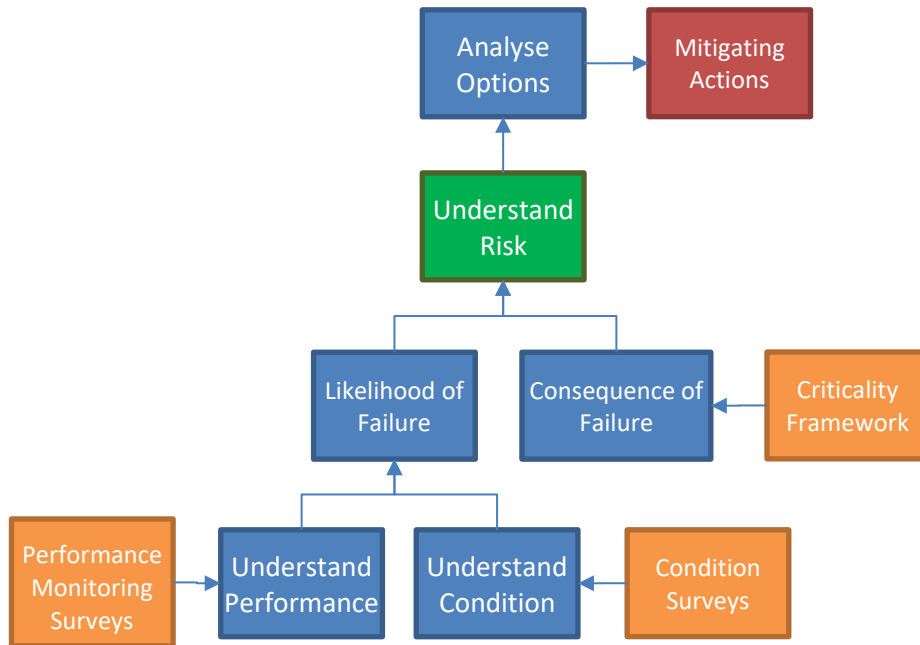 Analyse
Options
Mitigating
Actions
Understand
Risk
Likelihood of
Failure
Consequence of
Failure
Criticality
Framework
Performance
Monitoring
Surveys
Understand
Performance
Understand
Condition
Condition
Surveys